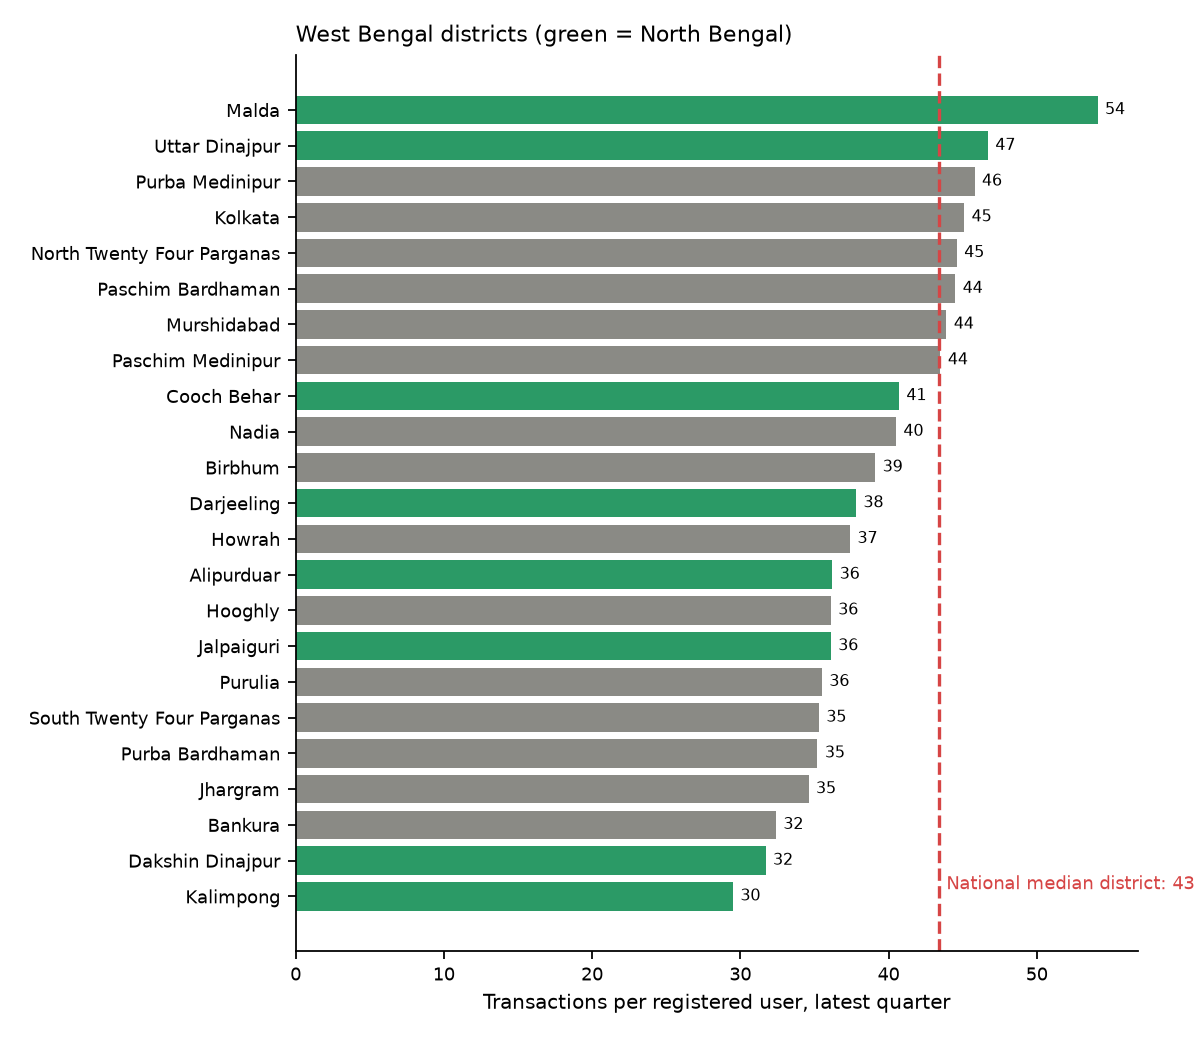 West Bengal districts (green = North Bengal)
Malda 54
Uttar Dinajpur 47
Purba Medinipur 46
Kolkata 45
North Twenty Four Parganas 45
Paschim Bardhaman 44
Murshidabad 44
Paschim Medinipur 44
Cooch Behar 41
Nadia 40
Birbhum 39
Darjeeling 38
Howrah 37
Alipurduar 36
Hooghly 36
Jalpaiguri 36
Purulia 36
South Twenty Four Parganas 35
Purba Bardhaman 35
Jhargram 35
Bankura 32
Dakshin Dinajpur 32
National median district: 43
Kalimpong 30
0 10 20 30 40 50
Transactions per registered user, latest quarter